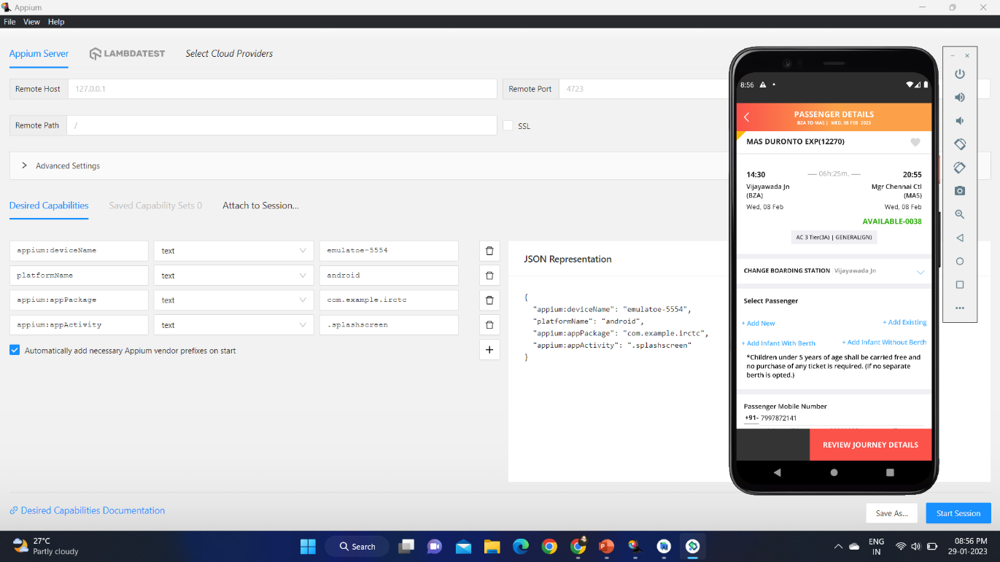 Appium
File View Help
Appium Server LAMBDATEST Select Cloud Providers
Remote Host 127.0.0.1 Remote Port 4723
Remote Path / SSL
Advanced Settings
Desired Capabilities Saved Capability Sets 0 Attach to Session...
appium:deviceName text emulatoe-5554
platformName text android
appium:appPackage text com.example.irctc
appium:appActivity text .splashscreen
Automatically add necessary Appium vendor prefixes on start
JSON Representation
{
"appium:deviceName": "emulatoe-5554",
"platformName": "android",
"appium:appPackage": "com.example.irctc",
"appium:appActivity": ".splashscreen"
}
8:56
PASSENGER DETAILS
BZA TO MAS | WED, 08 FEB 2023
MAS DURONTO EXP(12270)
14:30 — 06h:25m. — 20:55
Vijayawada Jn Mgr Chennai Ctl
(BZA) (MAS)
Wed, 08 Feb Wed, 08 Feb
AVAILABLE-0038
AC 3 Tier(3A) | GENERAL(GN)
CHANGE BOARDING STATION Vijayawada Jn
Select Passenger
+ Add New + Add Existing
+ Add Infant With Berth + Add Infant Without Berth
*Children under 5 years of age shall be carried free and
no purchase of any ticket is required. (If no separate
berth is opted.)
Passenger Mobile Number
+91- 7997872141
REVIEW JOURNEY DETAILS
Desired Capabilities Documentation
Save As... Start Session
27°C
Partly cloudy
Search
ENG
IN
08:56 PM
29-01-2023